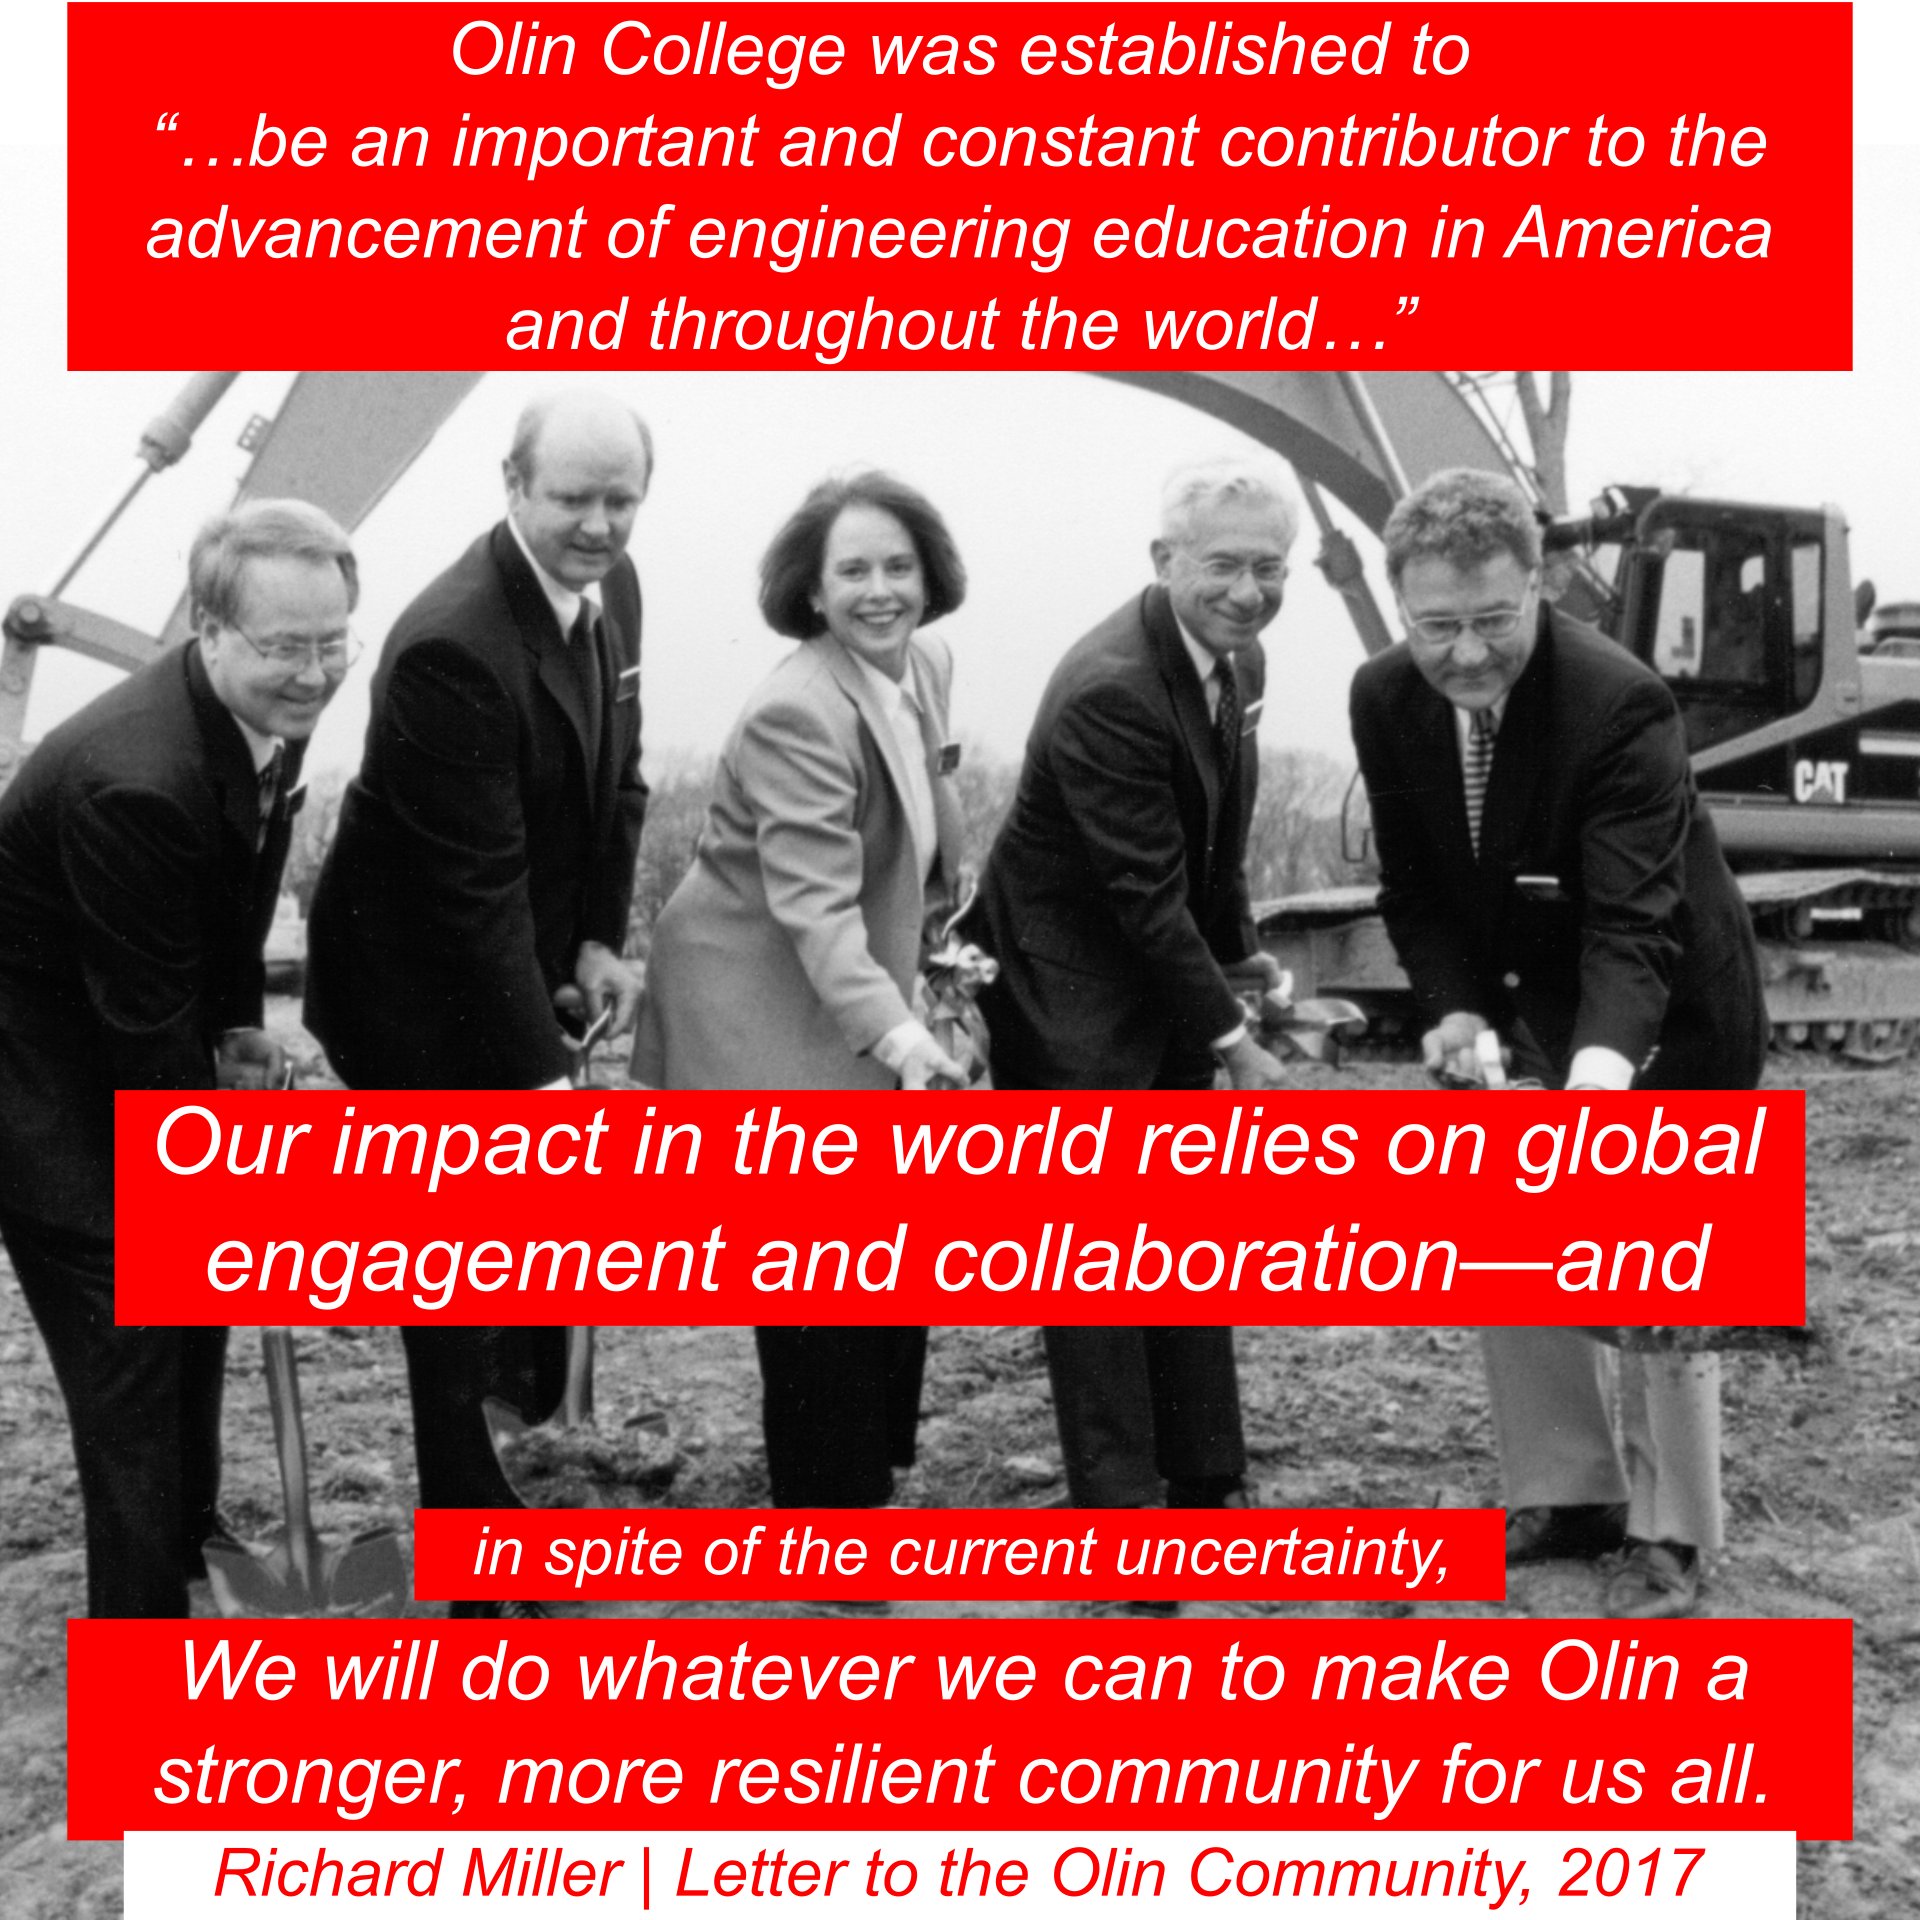 Olin College was established to
“…be an important and constant contributor to the
advancement of engineering education in America
and throughout the world…”
CAT
Our impact in the world relies on global
engagement and collaboration—and
in spite of the current uncertainty,
We will do whatever we can to make Olin a
stronger, more resilient community for us all.
Richard Miller | Letter to the Olin Community, 2017